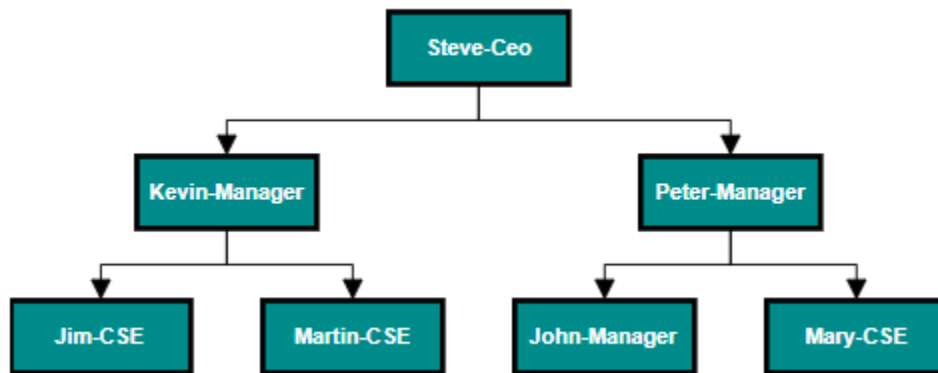 Steve-Ceo
Kevin-Manager
Peter-Manager
Jim-CSE
Martin-CSE
John-Manager
Mary-CSE